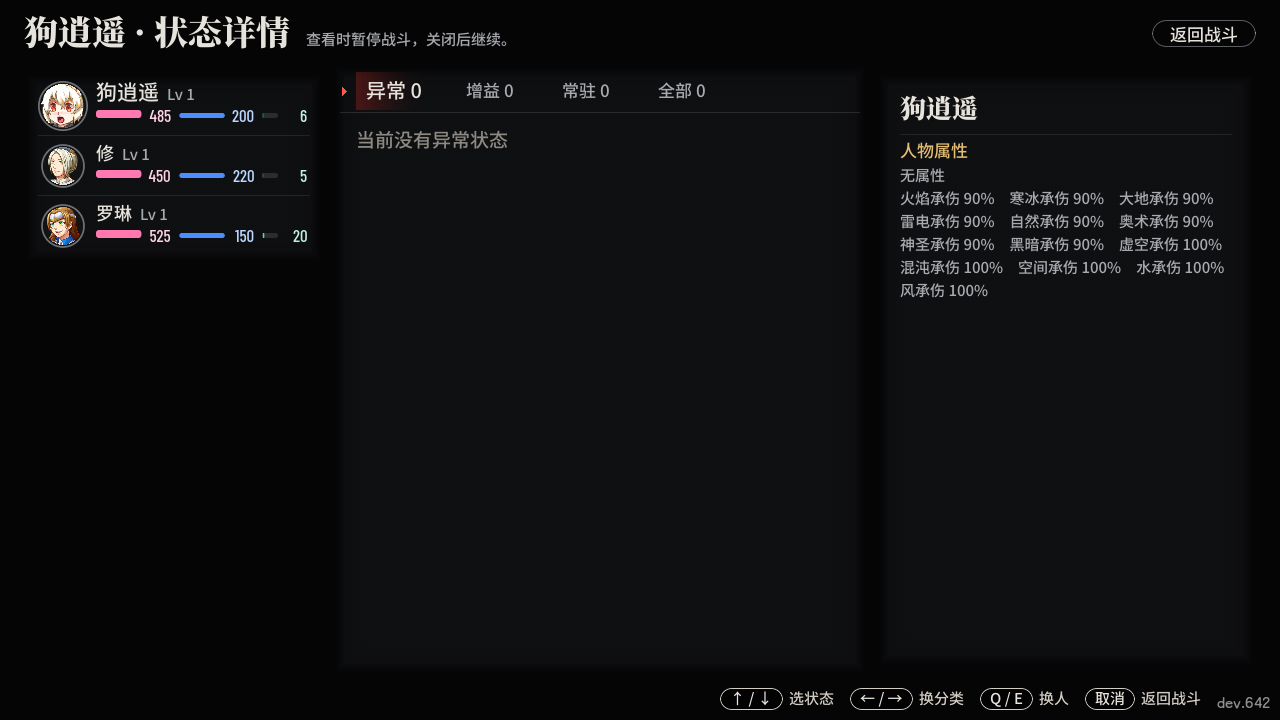 狗逍遥·状态详情 查看时暂停战斗，关闭后继续。 返回战斗
狗逍遥 Lv 1
485 200 6
修 Lv 1
450 220 5
罗琳 Lv 1
525 150 20
异常 0 增益 0 常驻 0 全部 0
当前没有异常状态
狗逍遥
人物属性
无属性
火焰承伤 90% 寒冰承伤 90% 大地承伤 90%
雷电承伤 90% 自然承伤 90% 奥术承伤 90%
神圣承伤 90% 黑暗承伤 90% 虚空承伤 100%
混沌承伤 100% 空间承伤 100% 水承伤 100%
风承伤 100%
↑ / ↓ 选状态 ← / → 换分类 Q / E 换人 取消 返回战斗 dev.642